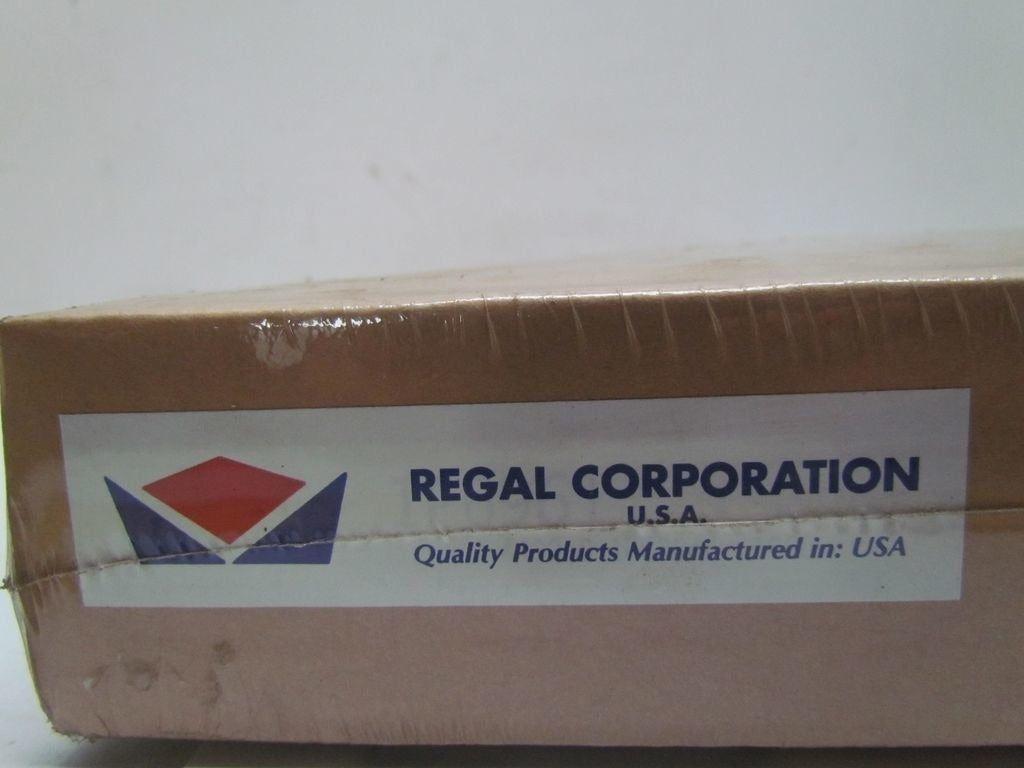 REGAL CORPORATION
U.S.A.
Quality Products Manufactured in: USA